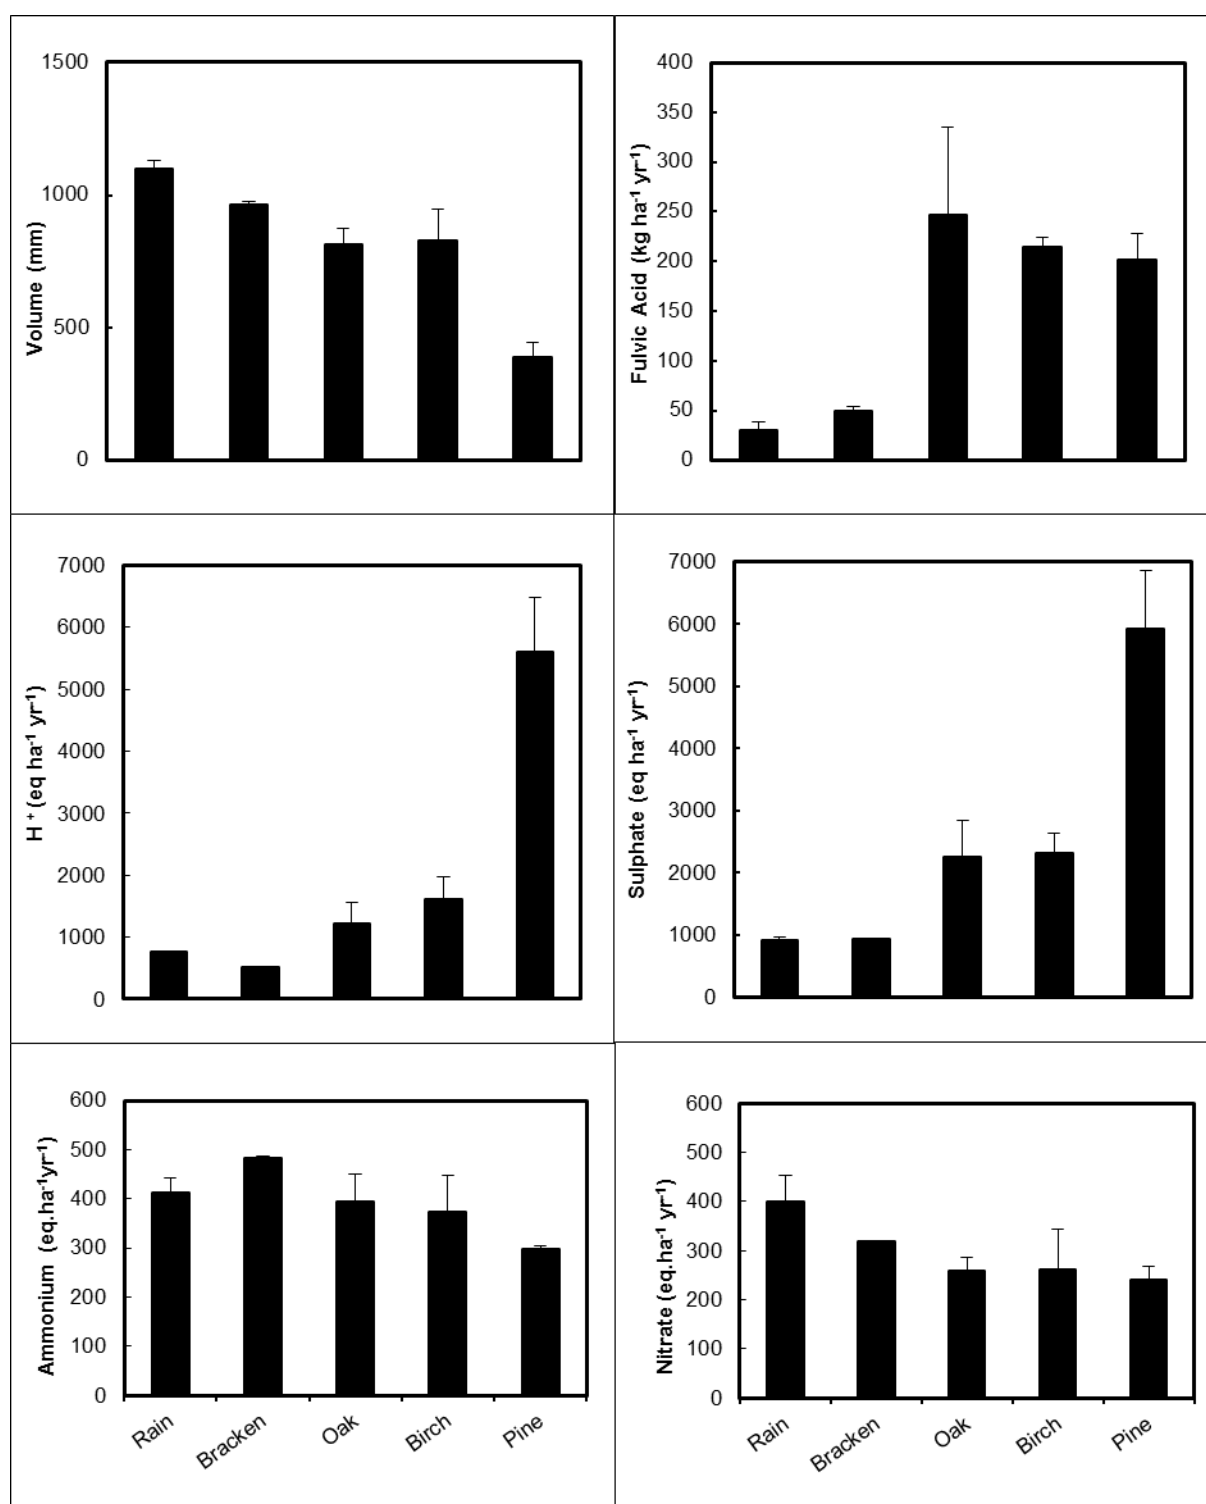 Volume (mm)
1500
1000
500
0
Fulvic Acid (kg ha-1 yr-1)
400
350
300
250
200
150
100
50
0
H + (eq ha-1 yr-1)
7000
6000
5000
4000
3000
2000
1000
0
Sulphate (eq ha-1 yr-1)
7000
6000
5000
4000
3000
2000
1000
0
Ammonium (eq.ha-1yr-1)
600
500
400
300
200
100
0
Rain
Bracken
Oak
Birch
Pine
Nitrate (eq.ha-1 yr-1)
600
500
400
300
200
100
0
Rain
Bracken
Oak
Birch
Pine